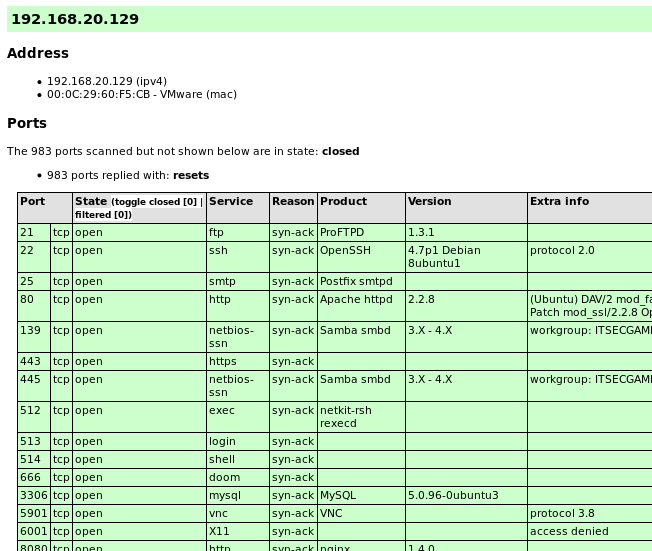 192.168.20.129
Address
192.168.20.129 (ipv4)
00:0C:29:60:F5:CB - VMware (mac)
Ports
The 983 ports scanned but not shown below are in state: closed
983 ports replied with: resets
Port State (toggle closed [0] | filtered [0]) Service Reason Product Version Extra info
21 tcp open ftp syn-ack ProFTPD 1.3.1
22 tcp open ssh syn-ack OpenSSH 4.7p1 Debian 8ubuntu1 protocol 2.0
25 tcp open smtp syn-ack Postfix smtpd
80 tcp open http syn-ack Apache httpd 2.2.8 (Ubuntu) DAV/2 Patch mod_ssl/2.2.8
139 tcp open netbios-ssn syn-ack Samba smbd 3.X - 4.X workgroup: ITSECGAM
443 tcp open https syn-ack
445 tcp open netbios-ssn syn-ack Samba smbd 3.X - 4.X workgroup: ITSECGAM
512 tcp open exec syn-ack netkit-rsh rexecd
513 tcp open login syn-ack
514 tcp open shell syn-ack
666 tcp open doom syn-ack
3306 tcp open mysql syn-ack MySQL 5.0.96-0ubuntu3
5901 tcp open vnc syn-ack VNC protocol 3.8
6001 tcp open X11 syn-ack access denied
8080 tcp open http syn-ack nginx 1.4.0